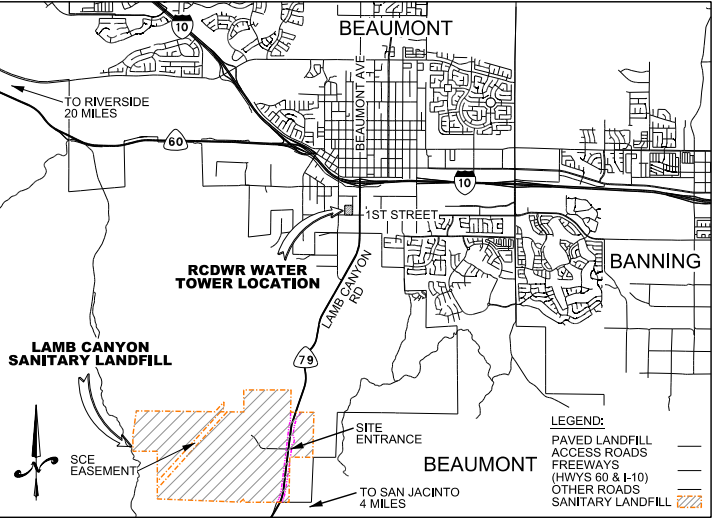 BEAUMONT
10
BEAUMONT AVE
TO RIVERSIDE
20 MILES
60
10
1ST STREET
RCDWR WATER
TOWER LOCATION
BANNING
LAMB CANYON
RD
LAMB CANYON
SANITARY LANDFILL
79
SITE
ENTRANCE
SCE
EASEMENT
BEAUMONT
TO SAN JACINTO
4 MILES
N
LEGEND:
PAVED LANDFILL
ACCESS ROADS
FREEWAYS
(HWYS 60 & I-10)
OTHER ROADS
SANITARY LANDFILL